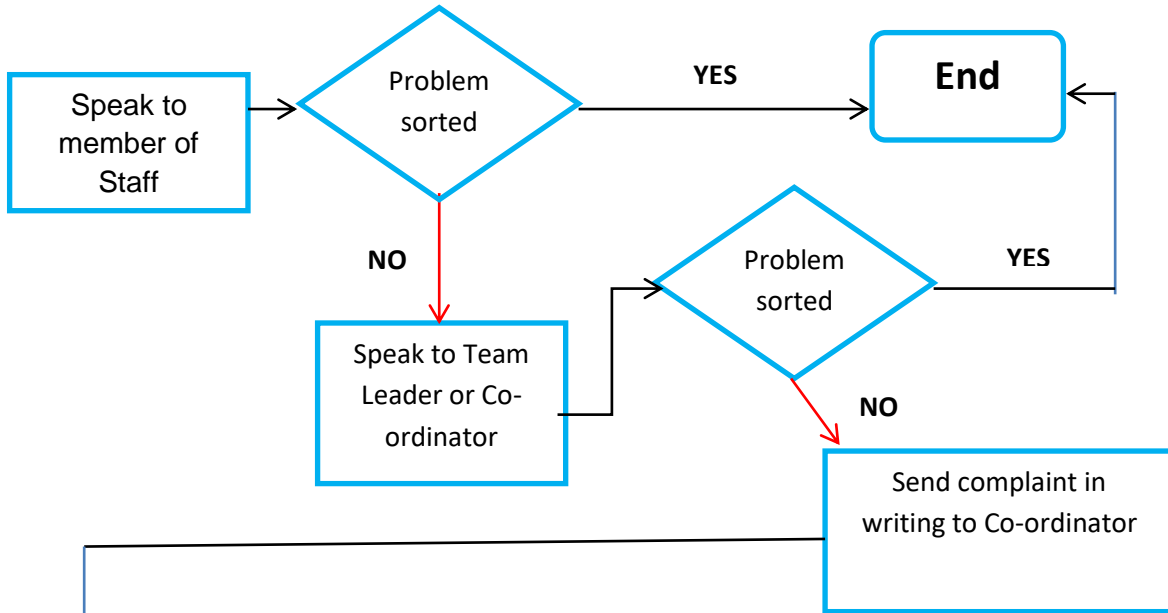 Speak to
member of
Staff
Problem
sorted
YES
End
NO
Speak to Team
Leader or Co-
ordinator
Problem
sorted
YES
NO
Send complaint in
writing to Co-ordinator